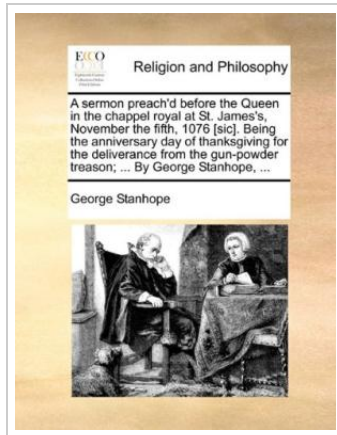 ECCO
Religion and Philosophy
A sermon preach'd before the Queen
in the chappel royal at St. James's,
November the fifth, 1076 [sic]. Being
the anniversary day of thanksgiving for
the deliverance from the gun-powder
treason; ... By George Stanhope, ...
George Stanhope